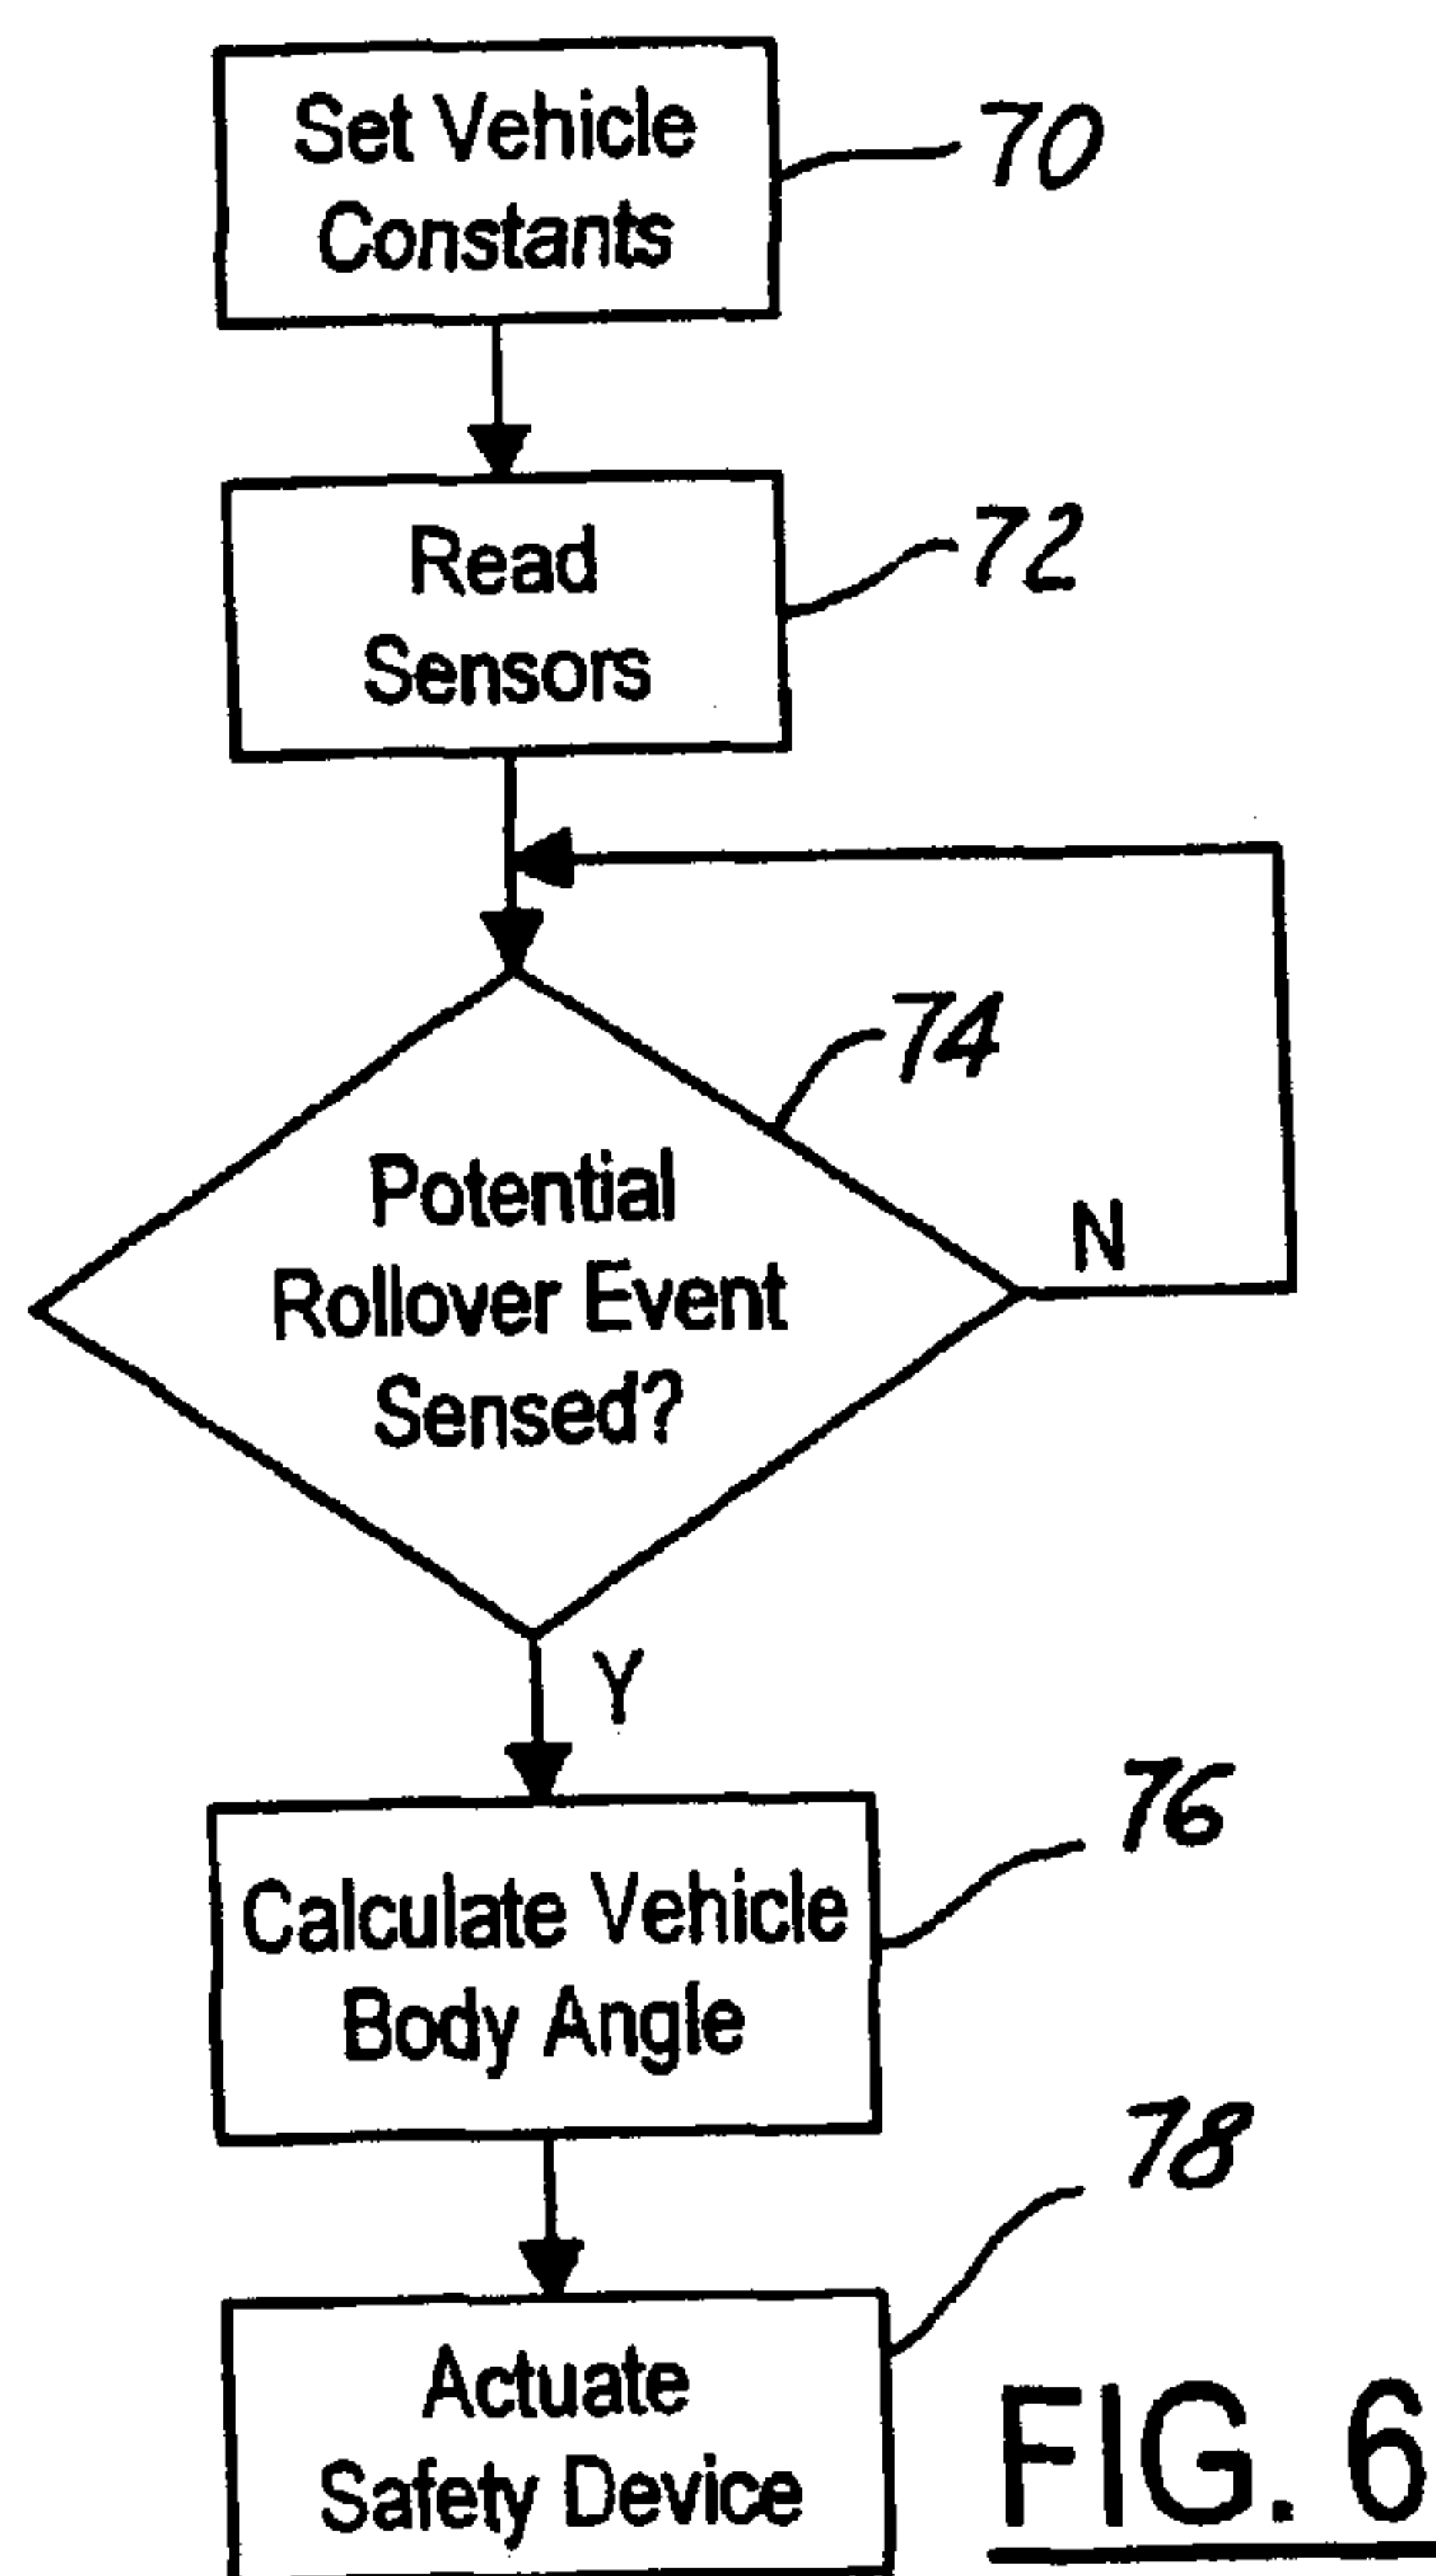 Set Vehicle
Constants
70
Read
Sensors
72
74
Potential
Rollover Event
Sensed?
N
Y
76
Calculate Vehicle
Body Angle
78
Actuate
Safety Device
FIG. 6